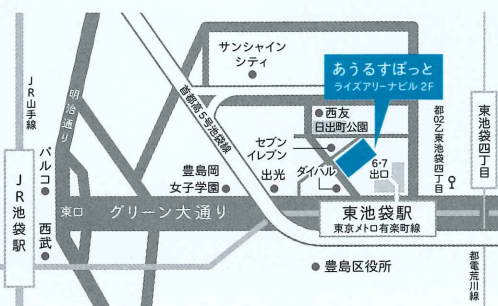 サンシャイン
シティ
あうるすぽっと
ライズアリーナビル 2F
JR山手線
明治通り
首都高5号池袋線
西友
日出町公園
都02乙東池袋四丁目
東池袋四丁目
セブン
イレブン
6・7
出口
パルコ
豊島岡
女子学園
出光
ダイハル
JR池袋駅
東口
グリーン大通り
東池袋駅
東京メトロ有楽町線
西武
豊島区役所
都電荒川線